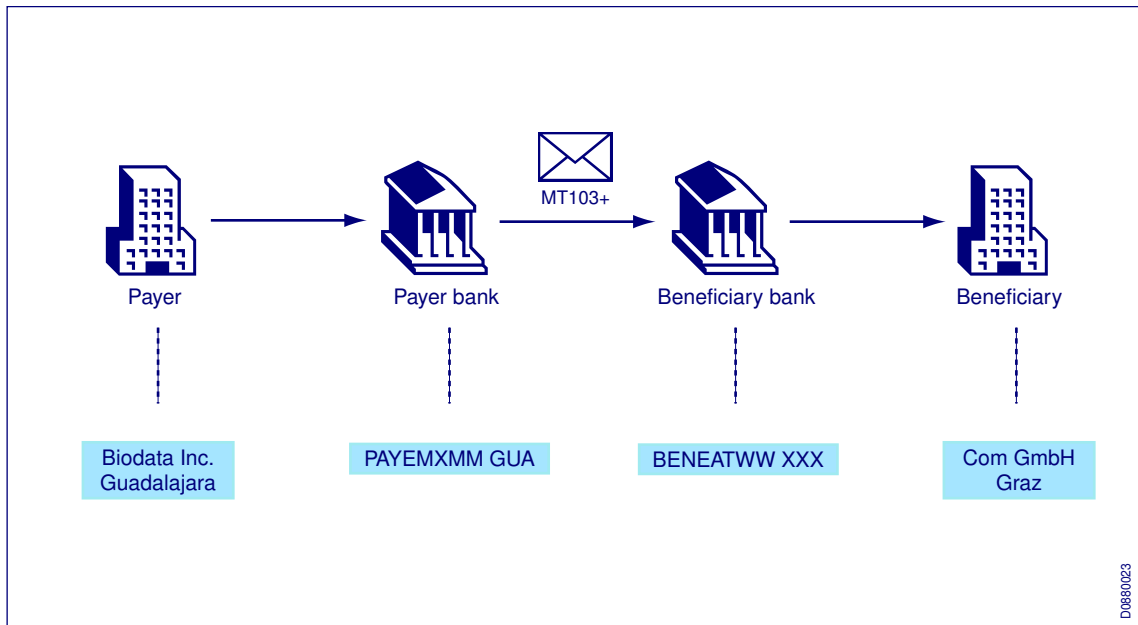 MT103+
Payer
Payer bank
Beneficiary bank
Beneficiary
Biodata Inc.
Guadalajara
PAYEMXMM GUA
BENEATWW XXX
Com GmbH
Graz
D0880023